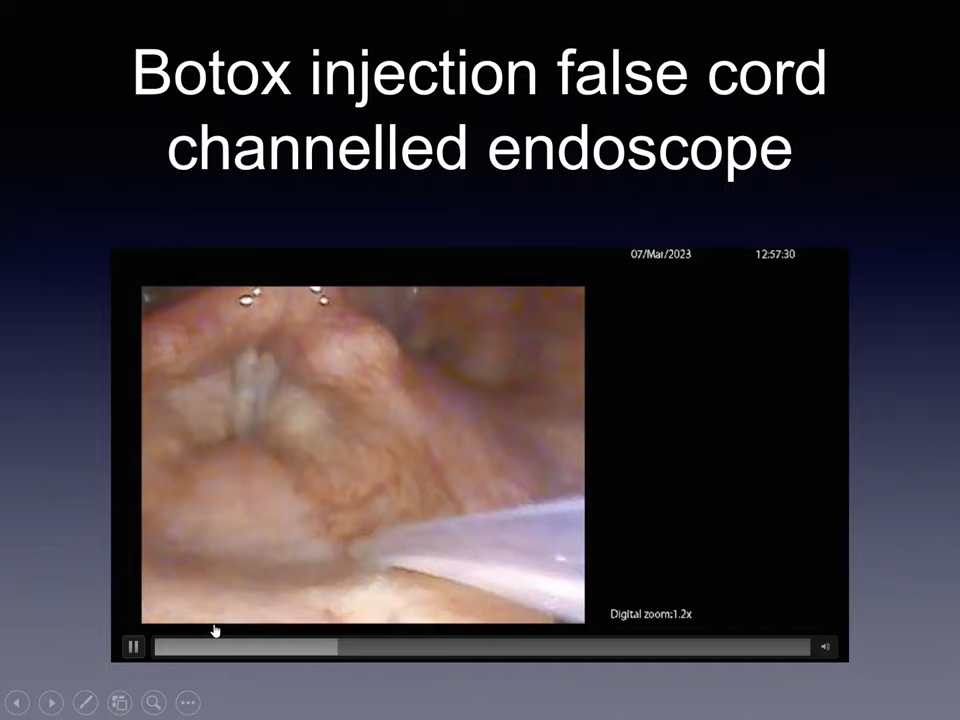 Botox injection false cord
channelled endoscope
07/Mar/2023 12:57:30
Digital zoom:1.2x